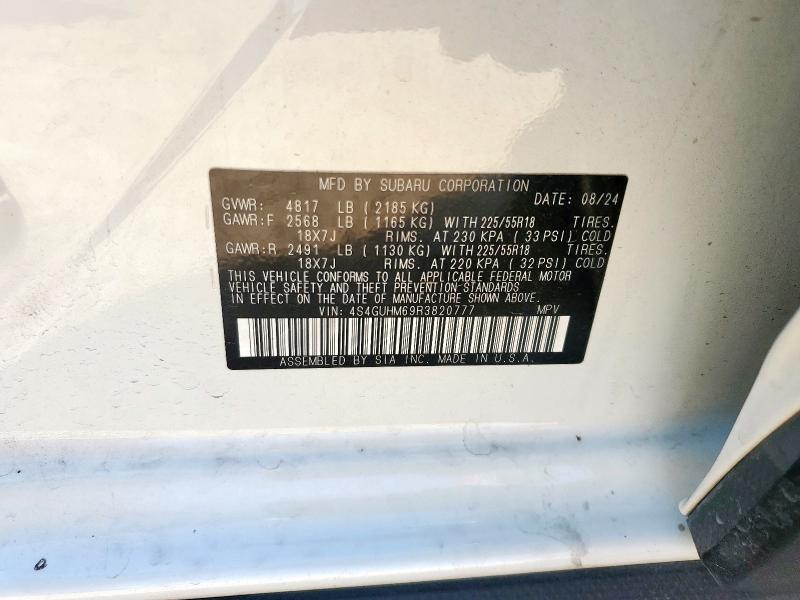 MFD BY SUBARU CORPORATION
GVWR: 4817 LB (2185 KG) DATE: 08/24
GAWR:F 2568 LB (1165 KG) WITH 225/55R18 TIRES.
18X7J RIMS. AT 230 KPA (33 PSI) COLD
GAWR:R 2491 LB (1130 KG) WITH 225/55R18 TIRES.
18X7J RIMS. AT 220 KPA (32 PSI) COLD
THIS VEHICLE CONFORMS TO ALL APPLICABLE FEDERAL MOTOR
VEHICLE SAFETY AND THEFT PREVENTION STANDARDS
IN EFFECT ON THE DATE OF MANUFACTURE SHOWN ABOVE.
VIN: 4S4GUHM69R3820777 MPV
ASSEMBLED BY SIA INC. MADE IN U.S.A.